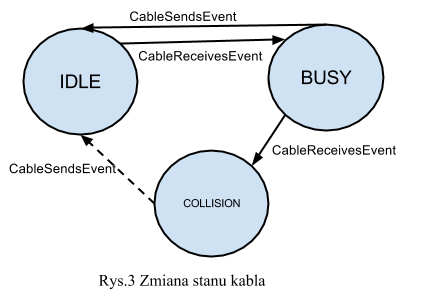 CableSendsEvent
CableReceivesEvent
IDLE
BUSY
CableReceivesEvent
CableSendsEvent
COLLISION
Rys.3 Zmiana stanu kabla